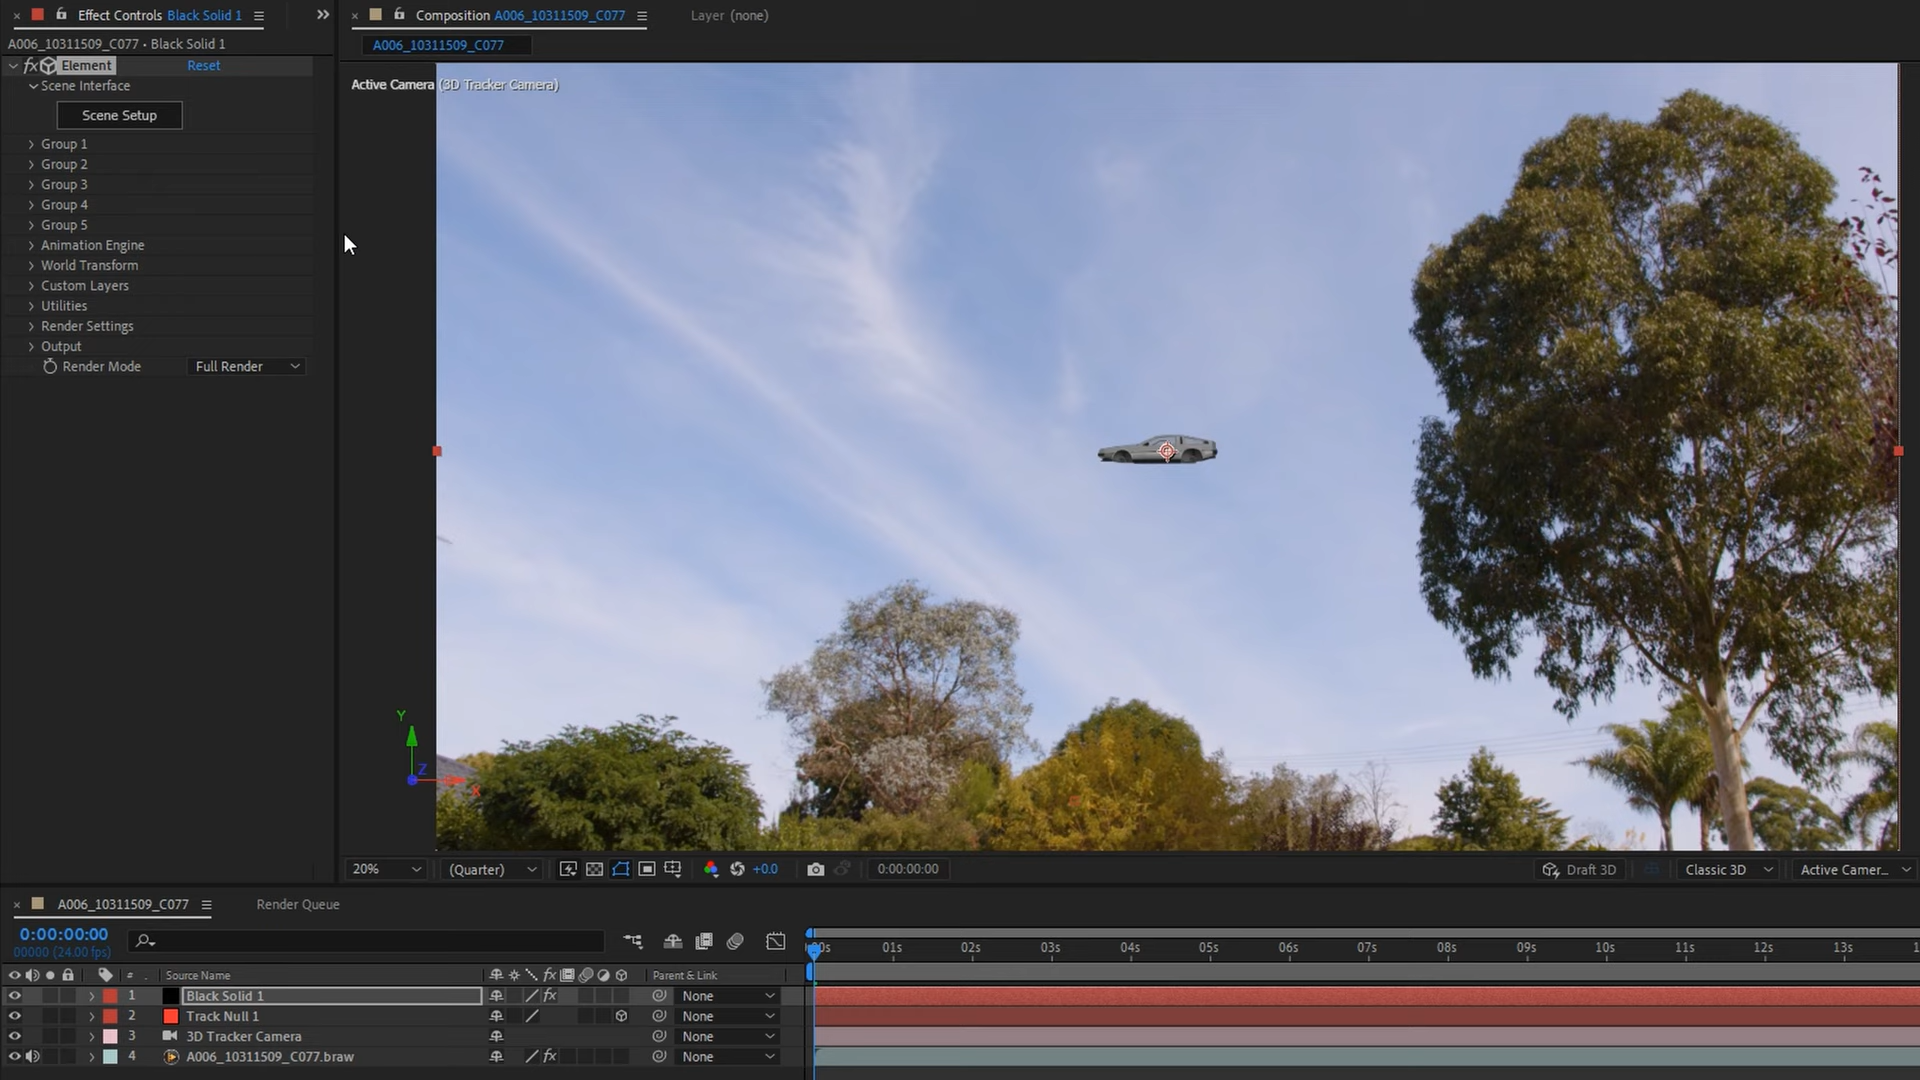 Effect Controls Black Solid 1
A006_10311509_C077 • Black Solid 1
fx Element Reset
Scene Interface
Scene Setup
Group 1
Group 2
Group 3
Group 4
Group 5
Animation Engine
World Transform
Custom Layers
Utilities
Render Settings
Output
Render Mode Full Render
Composition A006_10311509_C077
Layer (none)
A006_10311509_C077
Active Camera (3D Tracker Camera)
Y
Z
X
20% (Quarter) +0.0 0:00:00:00 Draft 3D Classic 3D Active Camer...
A006_10311509_C077 Render Queue
0:00:00:00
00000 (24.00 fps)
01s 02s 03s 04s 05s 06s 07s 08s 09s 10s 11s 12s 13s
# Source Name fx Parent & Link
1 Black Solid 1 fx None
2 Track Null 1 None
3 3D Tracker Camera None
4 A006_10311509_C077.braw fx None